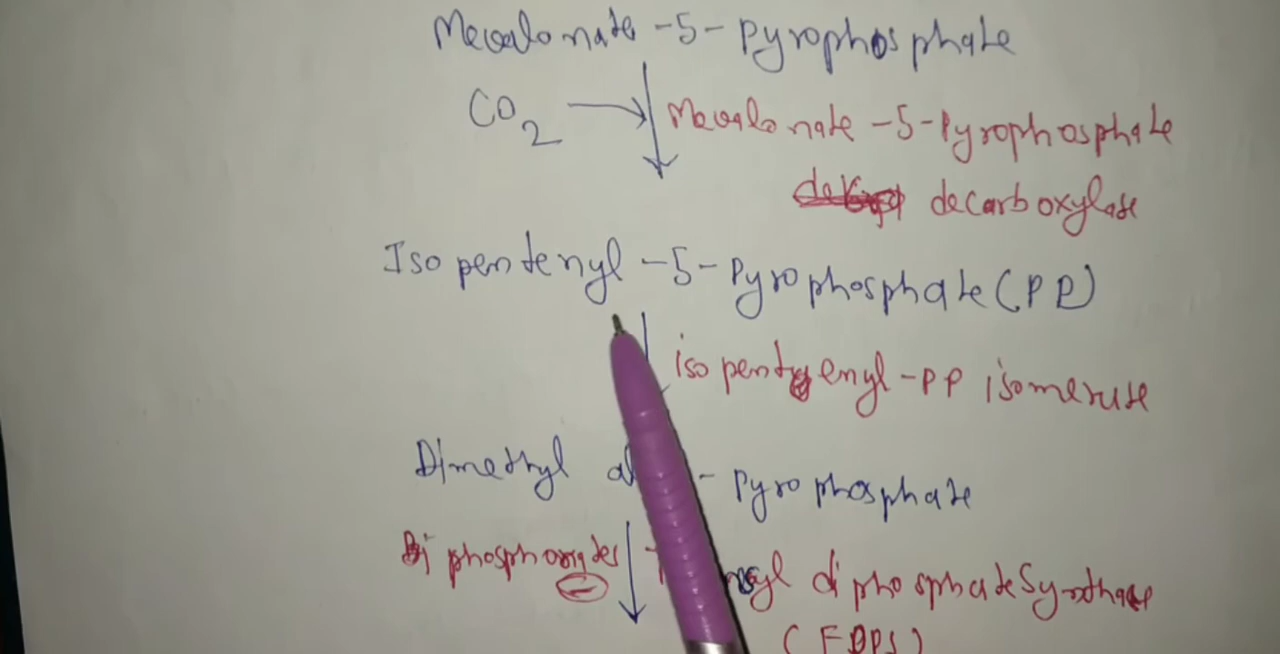 Mevalonate -5- Pyrophosphate
CO2 → Mevalonate -5-Pyrophosphate
decarboxylase
Isopentenyl -5- Pyrophosphate (PP)
isopentenyl-PP isomerase
Dimethyl - Pyrophosphate
diphosphate Synthase
(FDPS)